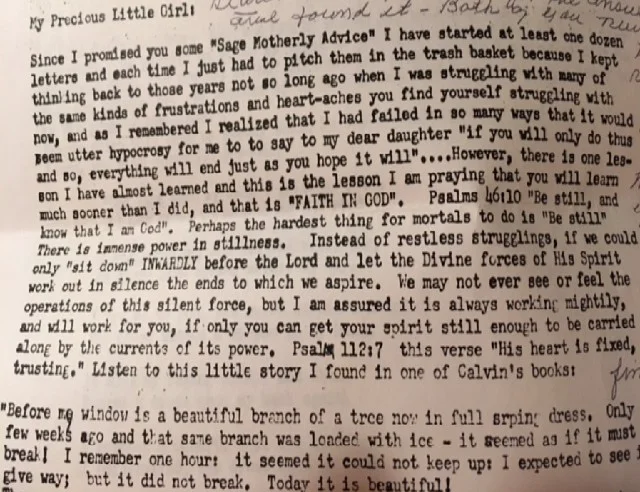 My Precious Little Girl:
found it - Both by you
Since I promised you some "Sage Motherly Advice" I have started at least one dozen
letters and each time I just had to pitch them in the trash basket because I kept
thinking back to those years not so long ago when I was struggling with many of
the same kinds of frustrations and heart-aches you find yourself struggling with
now, and as I remembered I realized that I had failed in so many ways that it would
seem utter hypocrosy for me to to say to my dear daughter "if you will only do thus
and so, everything will end just as you hope it will"....However, there is one les-
son I have almost learned and this is the lesson I am praying that you will learn
much sooner than I did, and that is "FAITH IN GOD". Psalms 46:10 "Be still, and
know that I am God". Perhaps the hardest thing for mortals to do is "Be still"
There is immense power in stillness. Instead of restless strugglings, if we could
only "sit down" INWARDLY before the Lord and let the Divine forces of His Spirit
work out in silence the ends to which we aspire. We may not ever see or feel the
operations of this silent force, but I am assured it is always working mightily,
and will work for you, if only you can get your spirit still enough to be carried
along by the currents of its power. Psalm 112:7 this verse "His heart is fixed,
trusting." Listen to this little story I found in one of Calvin's books:
"Before my window is a beautiful branch of a tree now in full srping dress. Only
few weeks ago and that same branch was loaded with ice - it seemed as if it must
break! I remember one hour: it seemed it could not keep up: I expected to see i
give way; but it did not break. Today it is beautiful!